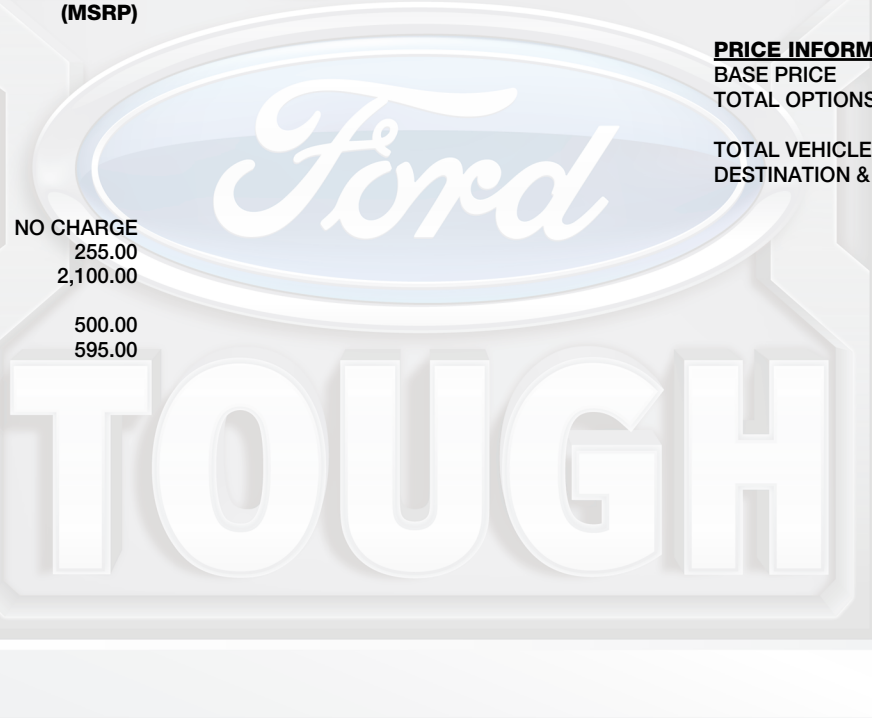 (MSRP)
PRICE INFORM
BASE PRICE
TOTAL OPTIONS
TOTAL VEHICLE
DESTINATION &
NO CHARGE
255.00
2,100.00
500.00
595.00
Ford
TOUGH